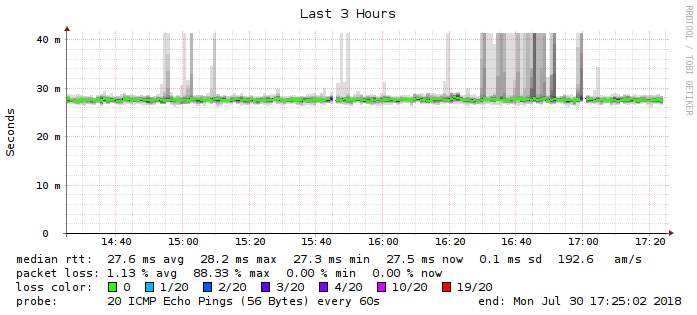 Last 3 Hours
RRDTOOL / TOBI OETIKER
Seconds
40 m
30 m
20 m
10 m
0
14:40 15:00 15:20 15:40 16:00 16:20 16:40 17:00 17:20
median rtt: 27.6 ms avg 28.2 ms max 27.3 ms min 27.5 ms now 0.1 ms sd 192.6 am/s
packet loss: 1.13 % avg 88.33 % max 0.00 % min 0.00 % now
loss color: 0 1/20 2/20 3/20 4/20 10/20 19/20
probe: 20 ICMP Echo Pings (56 Bytes) every 60s end: Mon Jul 30 17:25:02 2018